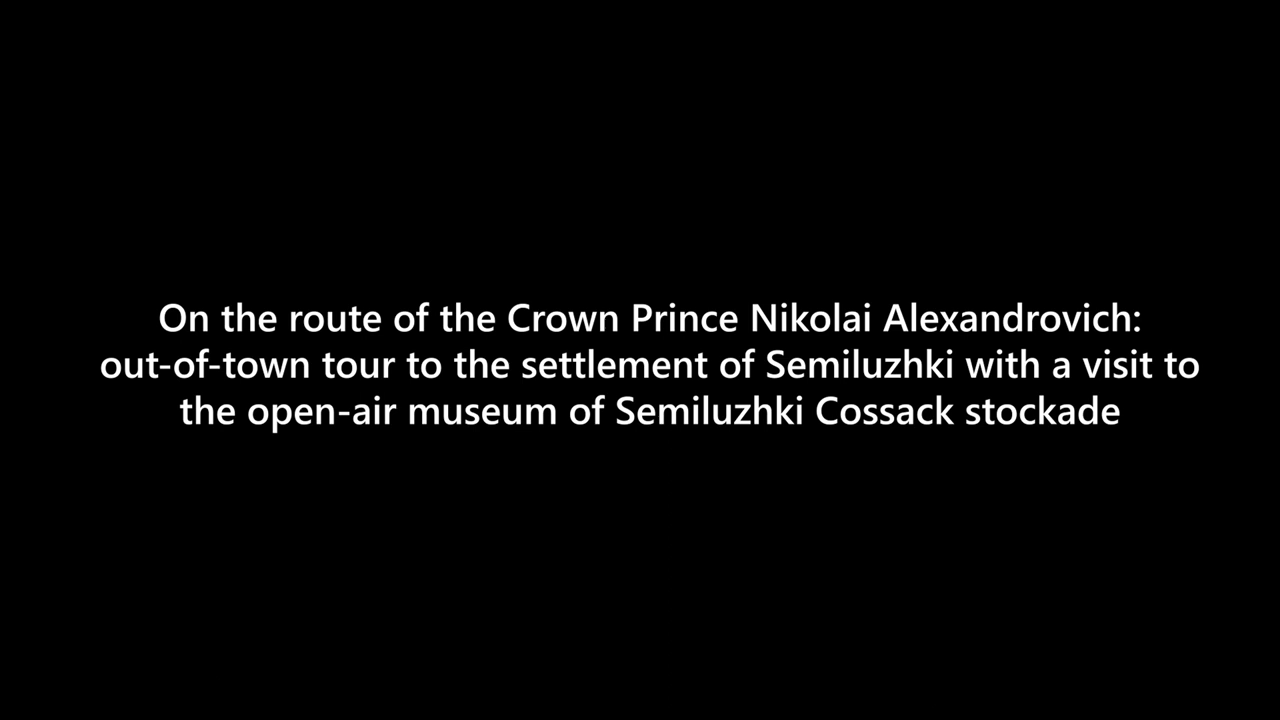 On the route of the Crown Prince Nikolai Alexandrovich:
out-of-town tour to the settlement of Semiluzhki with a visit to
the open-air museum of Semiluzhki Cossack stockade